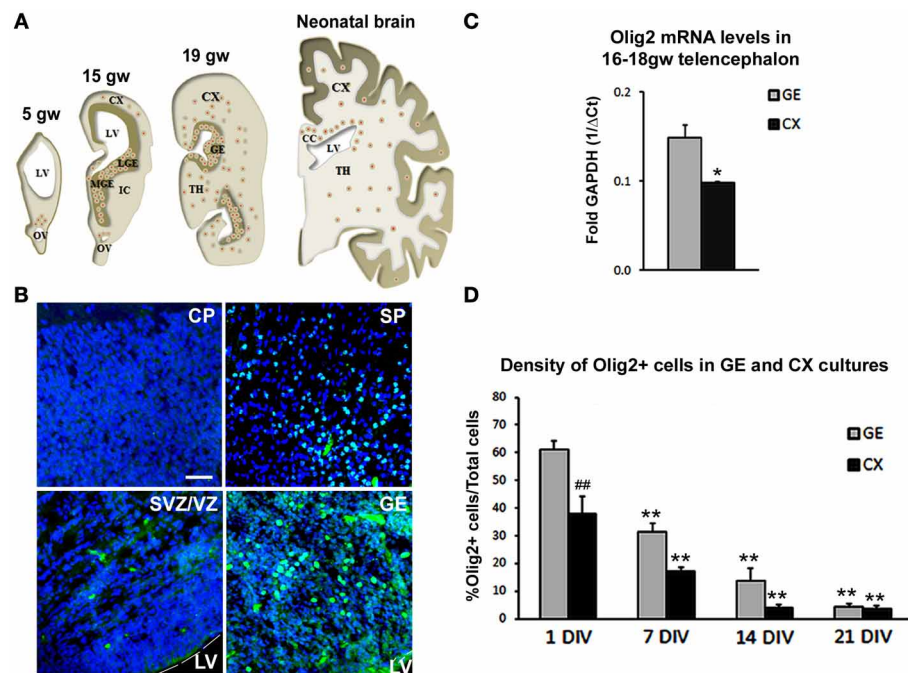 A
Neonatal brain
19 gw
15 gw
5 gw
CX
LV
LGE
MGE
IC
OV
LV
OV
CX
GE
TH
CX
CC
LV
TH
B
CP
SP
SVZ/VZ
GE
LV
LV
C
Olig2 mRNA levels in
16-18gw telencephalon
Fold GAPDH (1/ΔCt)
0.2
0.1
0.0
*
GE
CX
D
Density of Olig2+ cells in GE and CX cultures
%Olig2+ cells/Total cells
80
70
60
50
40
30
20
10
0
##
**
**
**
**
**
**
GE
CX
1 DIV
7 DIV
14 DIV
21 DIV